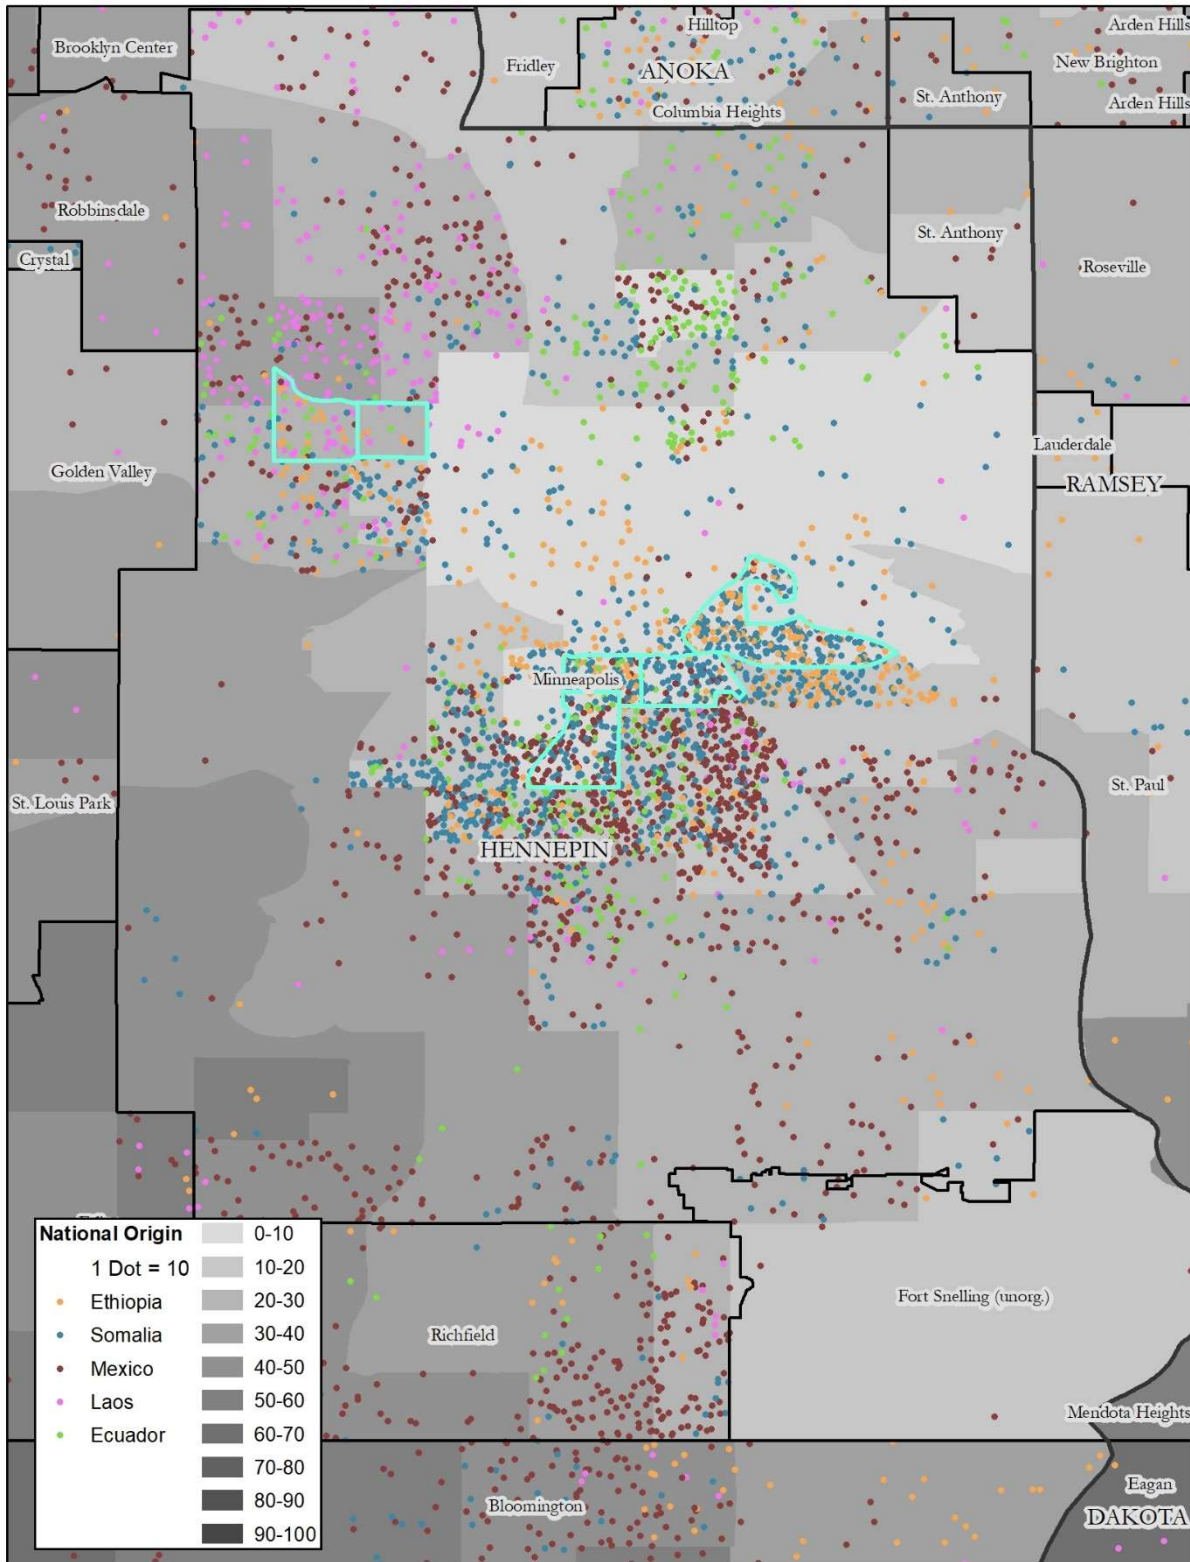 Hilltop
Arden Hills
Brooklyn Center
Fridley
ANOKA
New Brighton
St. Anthony
Arden Hills
Columbia Heights
Robbinsdale
St. Anthony
Crystal
Roseville
Lauderdale
Golden Valley
RAMSEY
Minneapolis
St. Louis Park
St. Paul
HENNEPIN
National Origin
1 Dot = 10
Ethiopia
Somalia
Mexico
Laos
Ecuador
0-10
10-20
20-30
30-40
40-50
50-60
60-70
70-80
80-90
90-100
Fort Snelling (unorg.)
Richfield
Mendota Heights
Eagan
Bloomington
DAKOTA